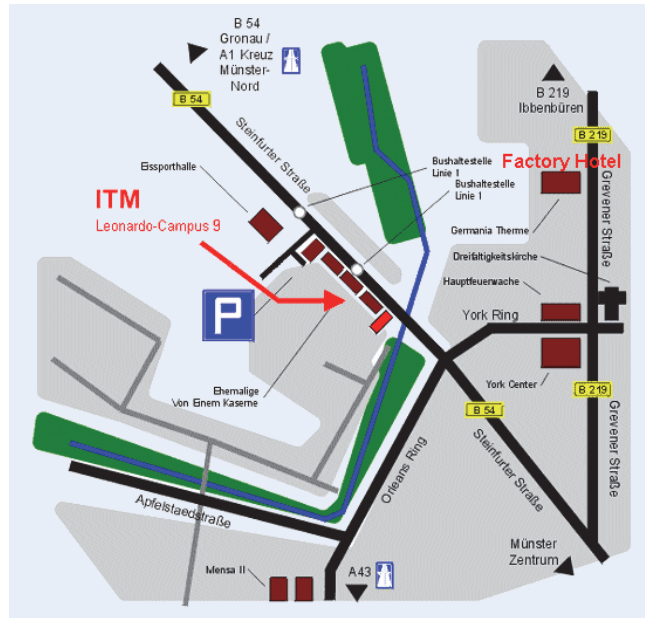 B 54
Gronau /
A1 Kreuz
Münster-
Nord
B 54
Steinfurter Straße
B 219
Ibbenbüren
B 219
Bushaltestelle
Linie 1
Bushaltestelle
Linie 1
Factory Hotel
Eissporthalle
ITM
Leonardo-Campus 9
Grevener Straße
Germania Therme
Dreifaltigkeitskirche
Hauptfeuerwache
P
York Ring
Ehemalige
Von Einem Kaserne
York Center
B 219
B 54
Grevener Straße
Steinfurter Straße
Orleans Ring
Apfelstaedstraße
Münster
Zentrum
Mensa II
A43